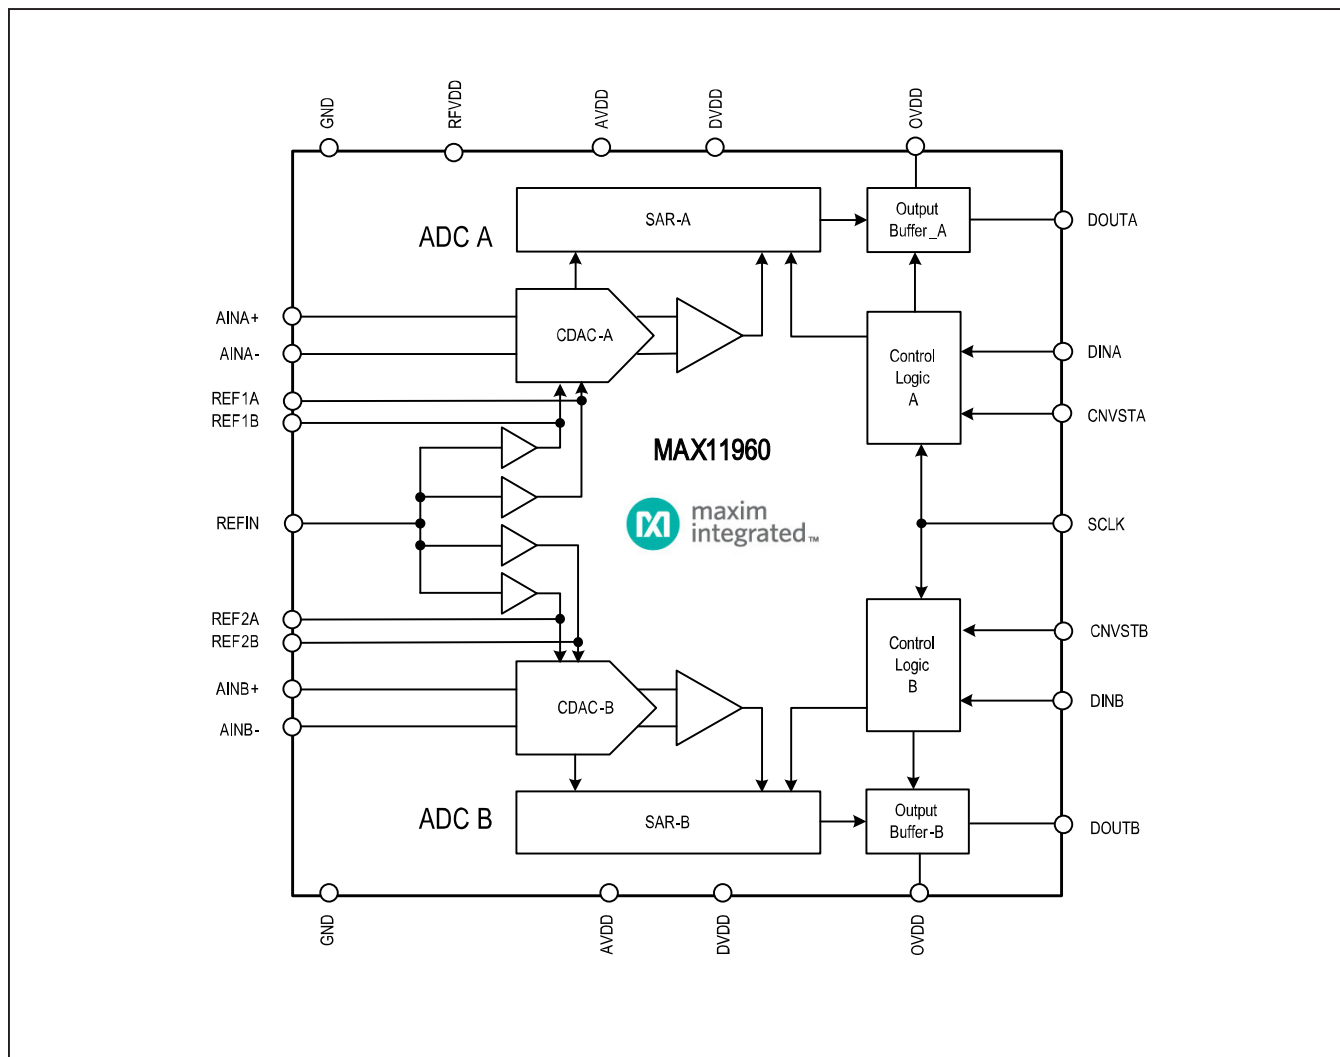 GND
RFVDD
AVDD
DVDD
OVDD
ADC A
SAR-A
Output
Buffer_A
DOUTA
AINA+
CDAC-A
AINA-
Control
Logic
A
DINA
REF1A
REF1B
CNVSTA
MAX11960
maxim
integrated™
REFIN
SCLK
REF2A
REF2B
Control
Logic
B
CNVSTB
AINB+
CDAC-B
AINB-
DINB
ADC B
SAR-B
Output
Buffer-B
DOUTB
GND
AVDD
DVDD
OVDD